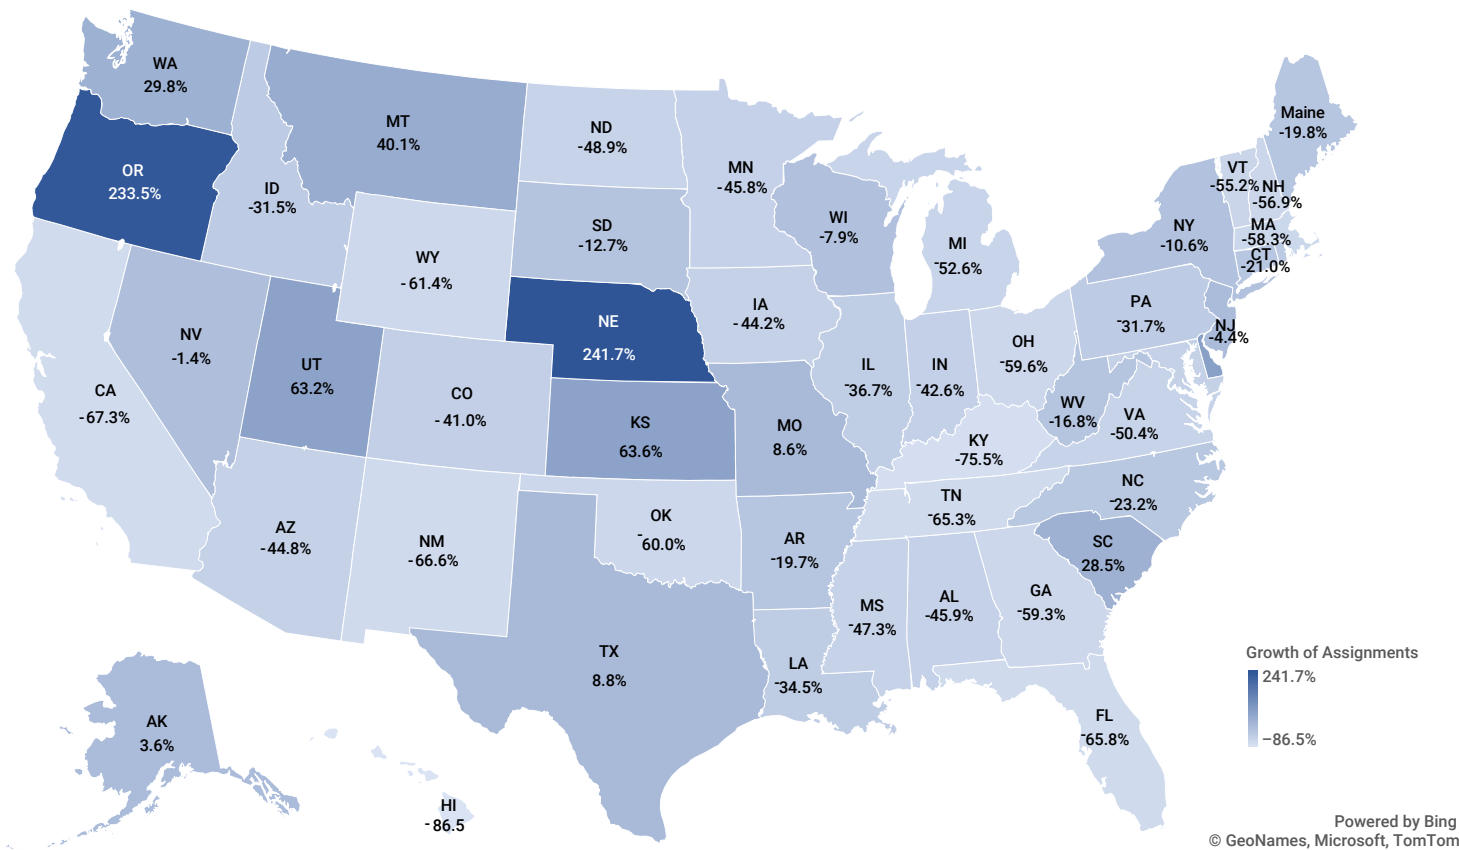 WA
29.8%
OR
233.5%
ID
-31.5%
MT
40.1%
ND
-48.9%
MN
-45.8%
SD
-12.7%
WI
-7.9%
MI
-52.6%
Maine
-19.8%
VT
-55.2%
NH
-56.9%
MA
-58.3%
CT
-21.0%
NY
-10.6%
WY
-61.4%
NE
241.7%
IA
-44.2%
PA
-31.7%
NJ
-4.4%
NV
-1.4%
UT
63.2%
CA
-67.3%
CO
-41.0%
KS
63.6%
MO
8.6%
IL
-36.7%
IN
-42.6%
OH
-59.6%
WV
-16.8%
VA
-50.4%
KY
-75.5%
NC
-23.2%
TN
-65.3%
SC
28.5%
AZ
-44.8%
NM
-66.6%
OK
-60.0%
AR
-19.7%
MS
-47.3%
AL
-45.9%
GA
-59.3%
TX
8.8%
LA
-34.5%
FL
-65.8%
AK
3.6%
HI
-86.5
Growth of Assignments
241.7%
−86.5%
Powered by Bing
© GeoNames, Microsoft, TomTom